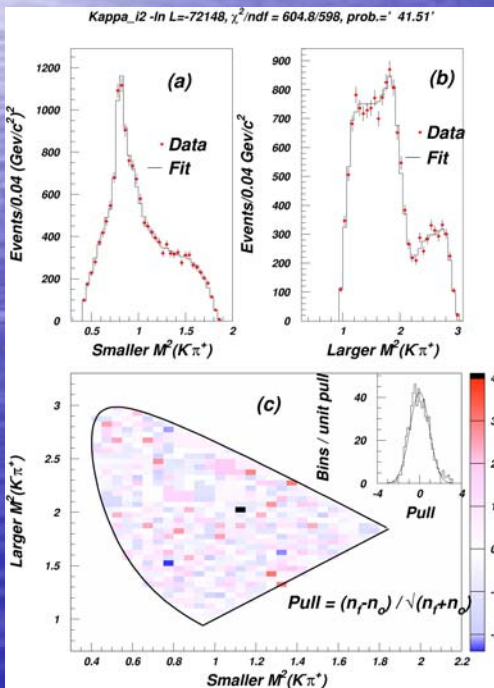 Kappa_i2 -ln L=-72148, χ²/ndf = 604.8/598, prob.=' 41.51'
Events/0.04 (GeV/c²)²
1200
1000
800
600
400
200
0
(a)
Data
Fit
0.5 1 1.5 2
Smaller M²(K⁻π⁺)
Events/0.04 GeV/c²
900
800
700
600
500
400
300
200
100
0
(b)
Data
Fit
1 2 3
Larger M²(K⁻π⁺)
Larger M²(K⁻π⁺)
3
2.5
2
1.5
1
(c)
Bins / unit pull
40
20
0
-4 0 4
Pull
Pull = (n_f-n_o) / √(n_f+n_o)
0.4 0.6 0.8 1 1.2 1.4 1.6 1.8 2 2.2
Smaller M²(K⁻π⁺)
4
3
2
1
0